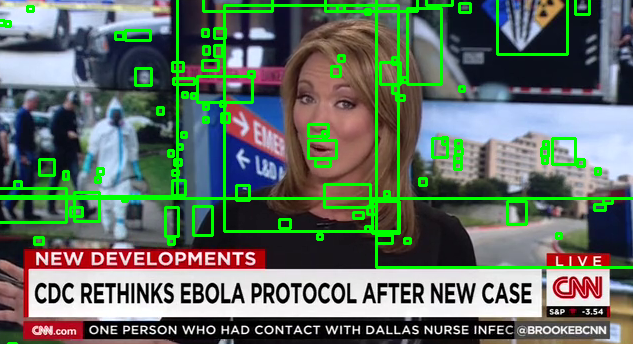 EMER
L&D
NEW DEVELOPMENTS
LIVE
CDC RETHINKS EBOLA PROTOCOL AFTER NEW CASE
CNN
S&P -3.54
CNN.com ONE PERSON WHO HAD CONTACT WITH DALLAS NURSE INFEC @BROOKEBCNN